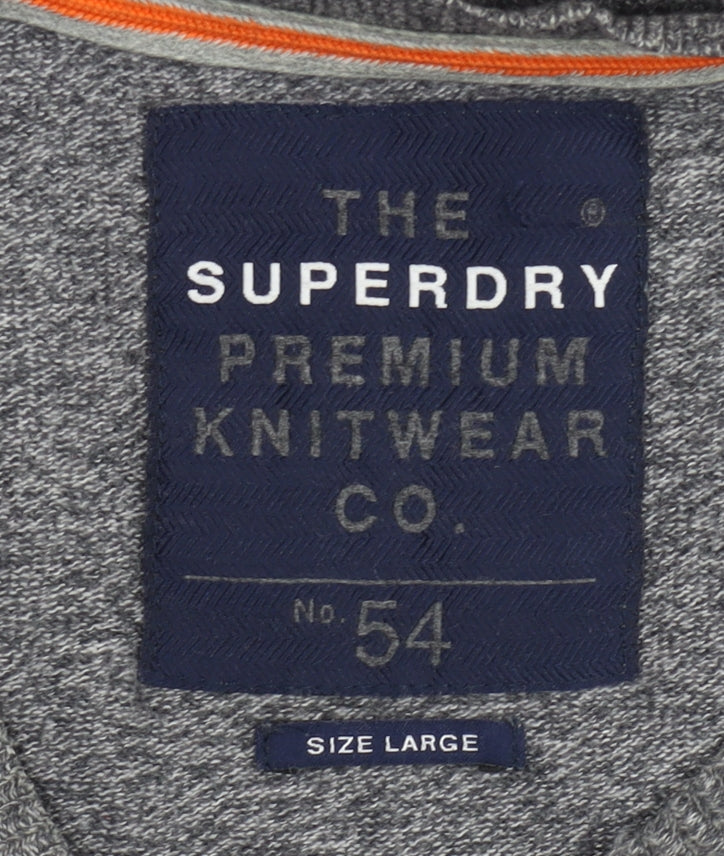 THE ®
SUPERDRY
PREMIUM
KNITWEAR
CO.
No. 54
SIZE LARGE